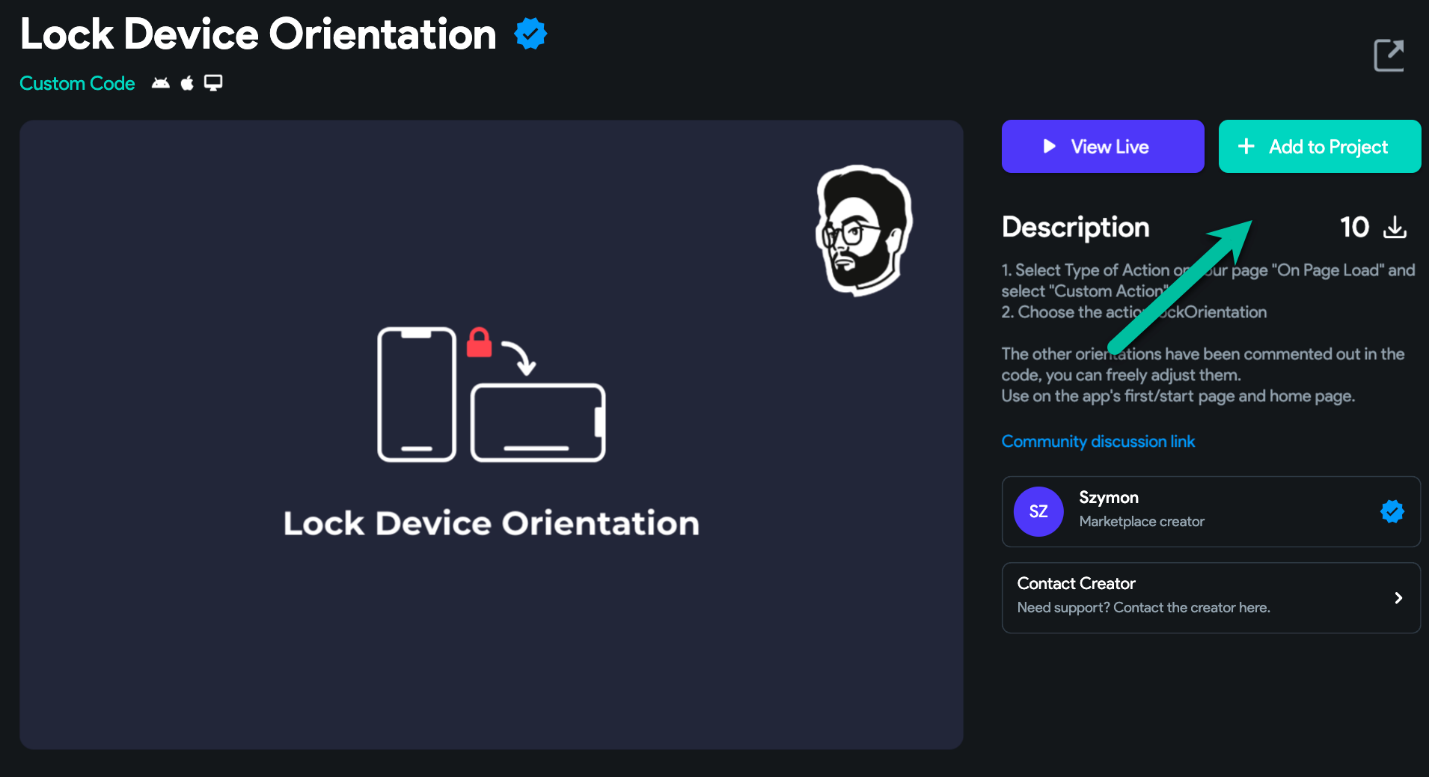 Lock Device Orientation
Custom Code
View Live
Add to Project
Lock Device Orientation
Description
10
1. Select Type of Action on your page "On Page Load" and
select "Custom Action"
2. Choose the action lockOrientation
The other orientations have been commented out in the
code, you can freely adjust them.
Use on the app's first/start page and home page.
Community discussion link
SZ
Szymon
Marketplace creator
Contact Creator
Need support? Contact the creator here.